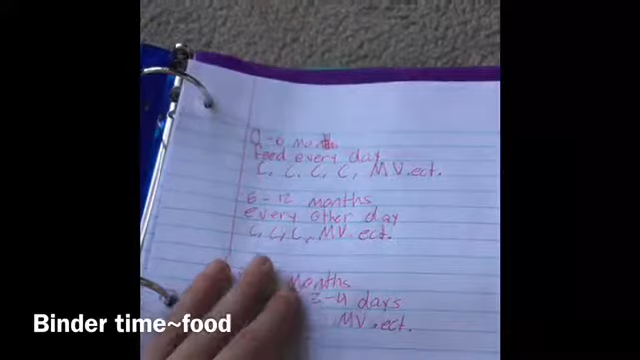 0-6 months
Feed every day
C, C, C, C, MV. ect.
6-12 months
every other day
C, C, C, MV. ect.
months
3-4 days
MV. ect.
Binder time~food